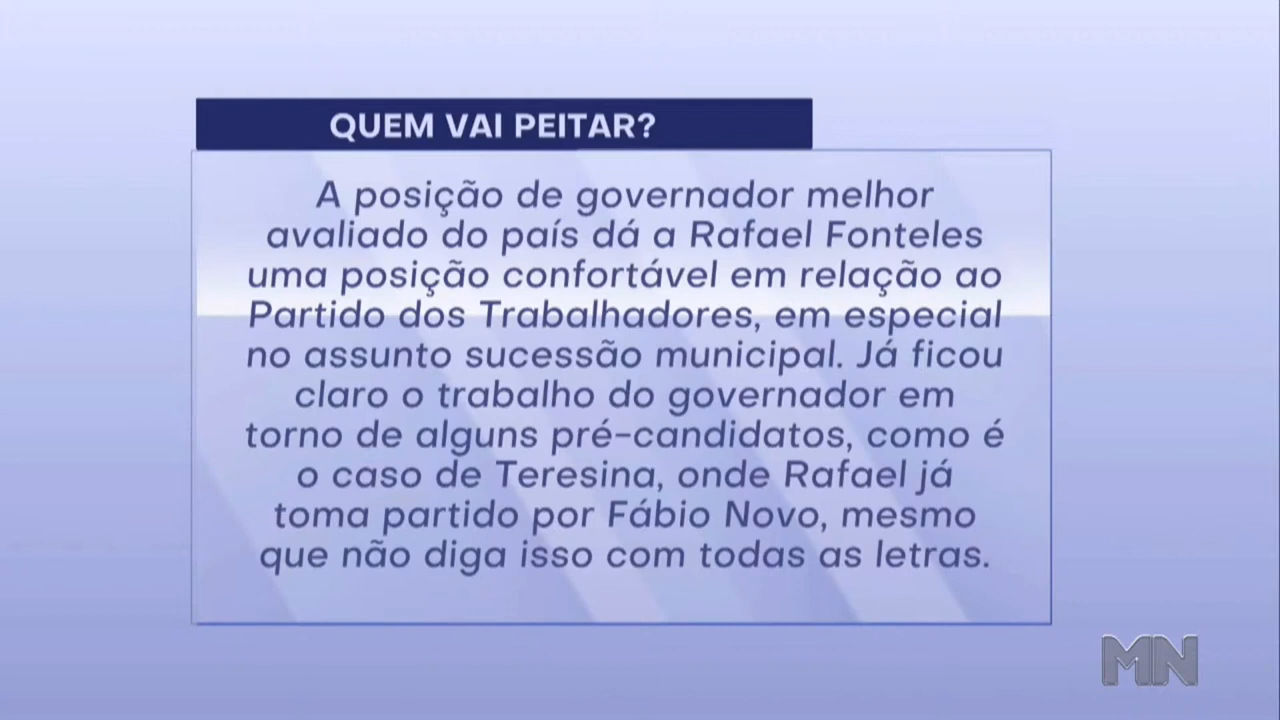 QUEM VAI PEITAR?
A posição de governador melhor
avaliado do país dá a Rafael Fonteles
uma posição confortável em relação ao
Partido dos Trabalhadores, em especial
no assunto sucessão municipal. Já ficou
claro o trabalho do governador em
torno de alguns pré-candidatos, como é
o caso de Teresina, onde Rafael já
toma partido por Fábio Novo, mesmo
que não diga isso com todas as letras.
MN